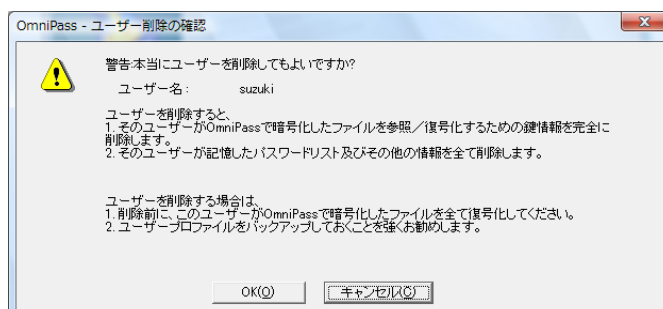 OmniPass - ユーザー削除の確認
警告:本当にユーザーを削除してもよいですか?
ユーザー名: suzuki
ユーザーを削除すると、
1. そのユーザーがOmniPassで暗号化したファイルを参照/復号化するための鍵情報を完全に
削除します。
2. そのユーザーが記憶したパスワードリスト及びその他の情報を全て削除します。
ユーザーを削除する場合は、
1. 削除前に、このユーザーがOmniPassで暗号化したファイルを全て復号化してください。
2. ユーザープロファイルをバックアップしておくことを強くお勧めします。
OK(O) キャンセル(C)